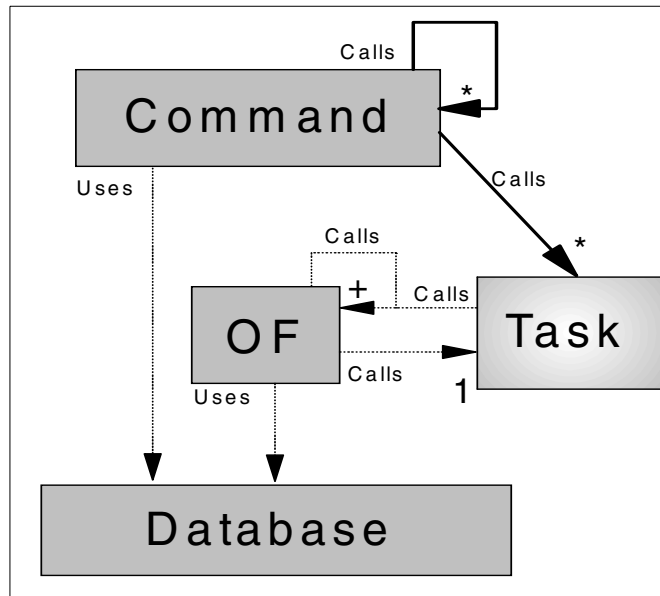 Calls
*
Command
Uses
Calls
*
Calls
+
Calls
OF
Task
Calls
1
Uses
Database